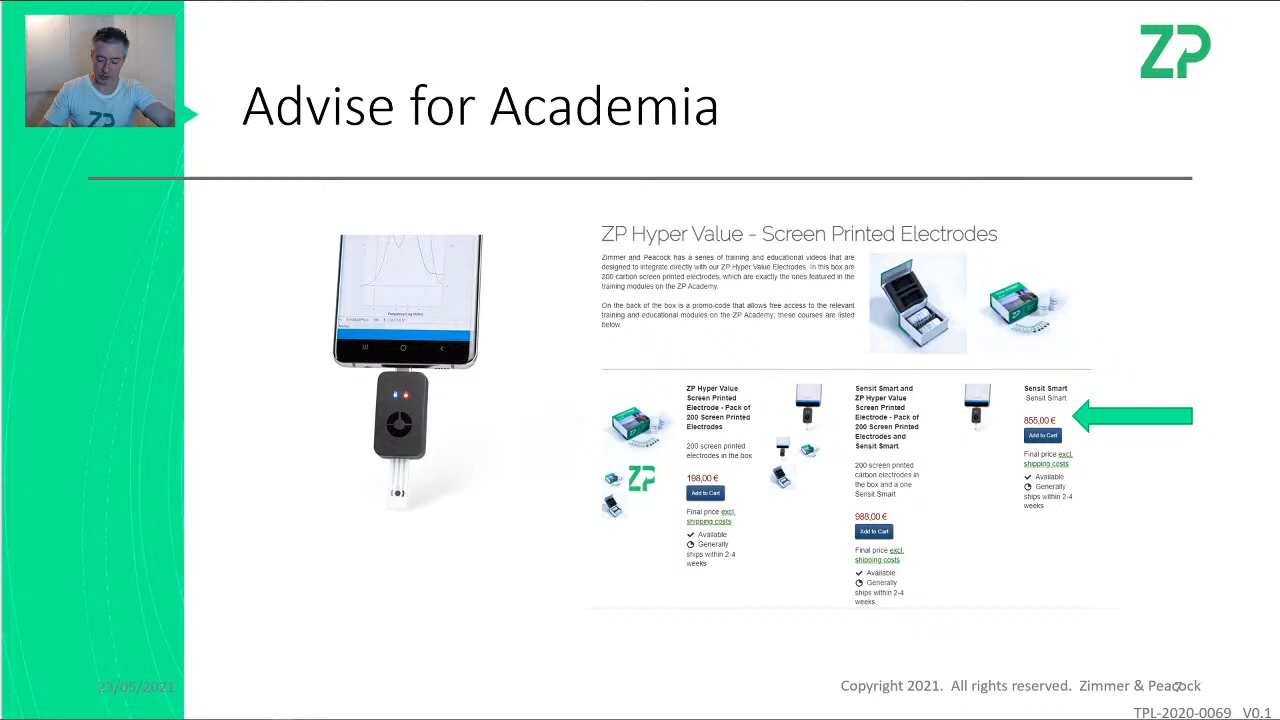 ZP
Advise for Academia
ZP Hyper Value - Screen Printed Electrodes
Zimmer and Peacock has a series of training and educational videos that are
designed to integrate directly with our ZP Hyper Value Electrodes. In this box are
200 carbon screen printed electrodes, which are exactly the ones featured in the
training modules on the ZP Academy.
On the back of the box is a promo-code that allows free access to the relevant
training and educational modules on the ZP Academy; these courses are listed
below.
ZP Hyper Value
Screen Printed
Electrode - Pack of
200 Screen Printed
Electrodes
200 screen printed
electrodes in the box
198,00 €
Add to Cart
Final price excl.
shipping costs
Available
Generally
ships within 2-4
weeks
ZP
Sensit Smart and
ZP Hyper Value
Screen Printed
Electrode - Pack of
200 Screen Printed
Electrodes and
Sensit Smart
200 screen printed
carbon electrodes in
the box and a one
Sensit Smart
988,00 €
Add to Cart
Final price excl.
shipping costs
Available
Generally
ships within 2-4
weeks
Sensit Smart
Sensit Smart
855,00 €
Add to Cart
Final price excl.
shipping costs
Available
Generally
ships within 2-4
weeks
23/05/2021
Copyright 2021. All rights reserved. Zimmer & Peacock
7
TPL-2020-0069 V0.1